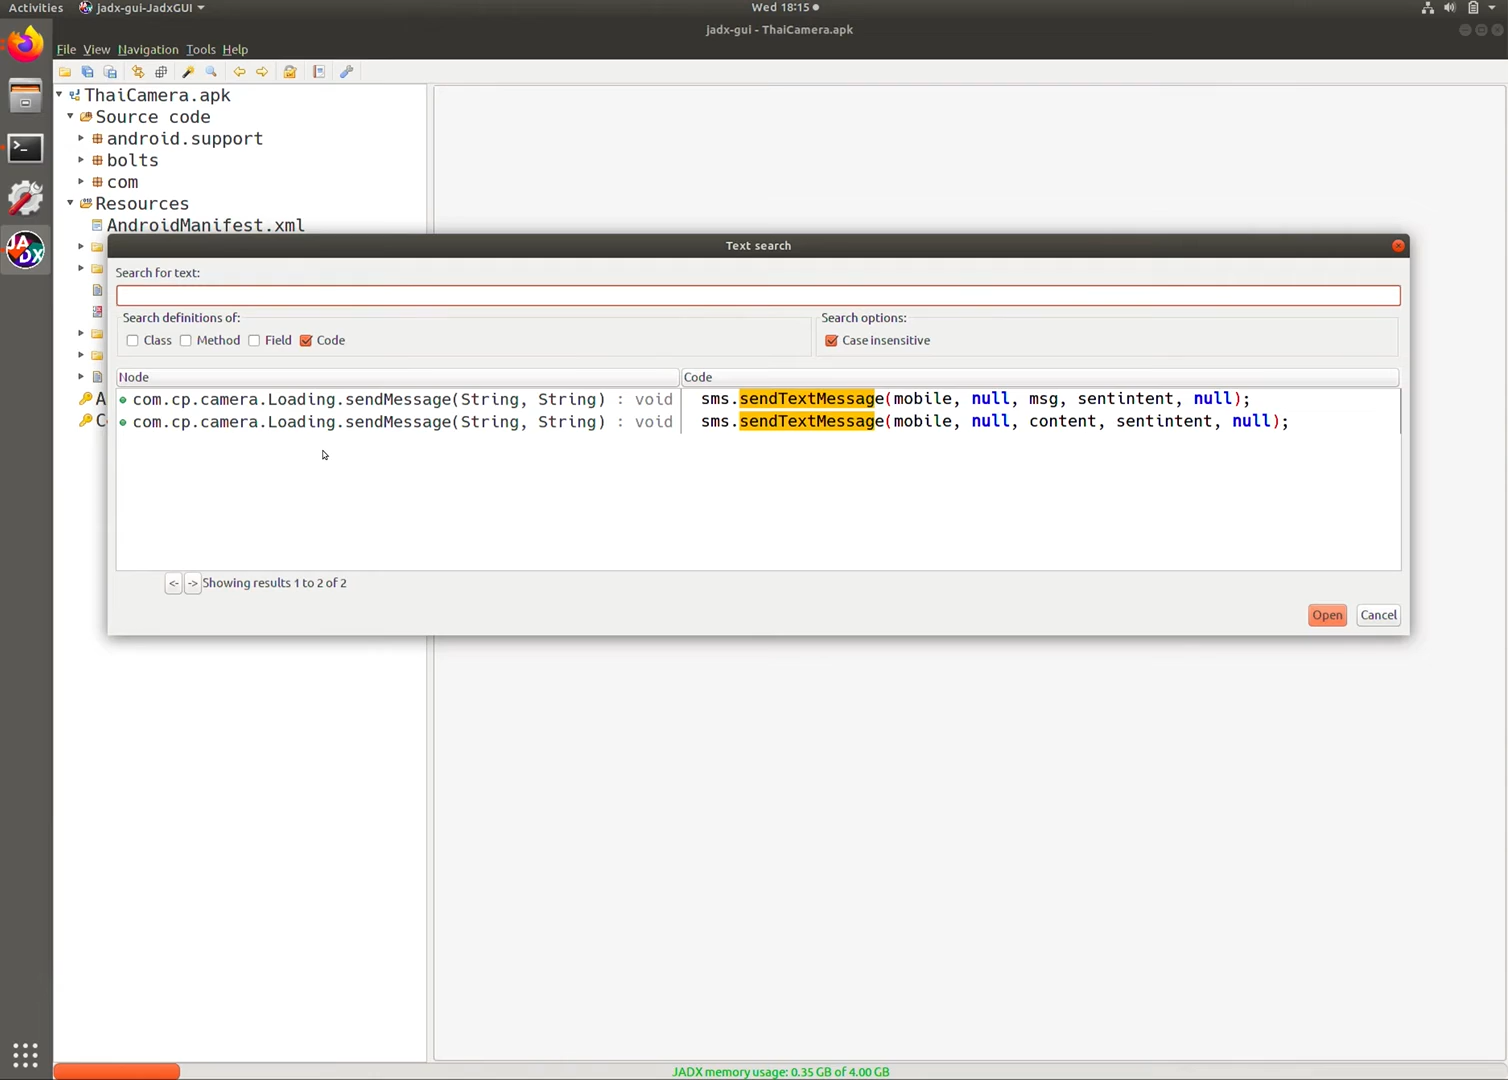 Activities jadx-gui-JadxGUI Wed 18:15
jadx-gui - ThaiCamera.apk
File View Navigation Tools Help
ThaiCamera.apk
Source code
android.support
bolts
com
Resources
AndroidManifest.xml
Text search
Search for text:
Search definitions of: Search options:
Class Method Field Code Case insensitive
Node Code
com.cp.camera.Loading.sendMessage(String, String) : void sms.sendTextMessage(mobile, null, msg, sentintent, null);
com.cp.camera.Loading.sendMessage(String, String) : void sms.sendTextMessage(mobile, null, content, sentintent, null);
<- -> Showing results 1 to 2 of 2
Open Cancel
JADX memory usage: 0.35 GB of 4.00 GB